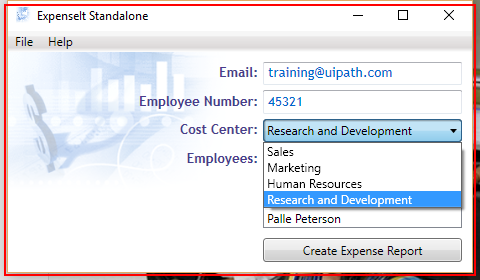 ExpenseIt Standalone
File Help
Email: training@uipath.com
Employee Number: 45321
Cost Center: Research and Development
Employees:
Sales
Marketing
Human Resources
Research and Development
Palle Peterson
Create Expense Report